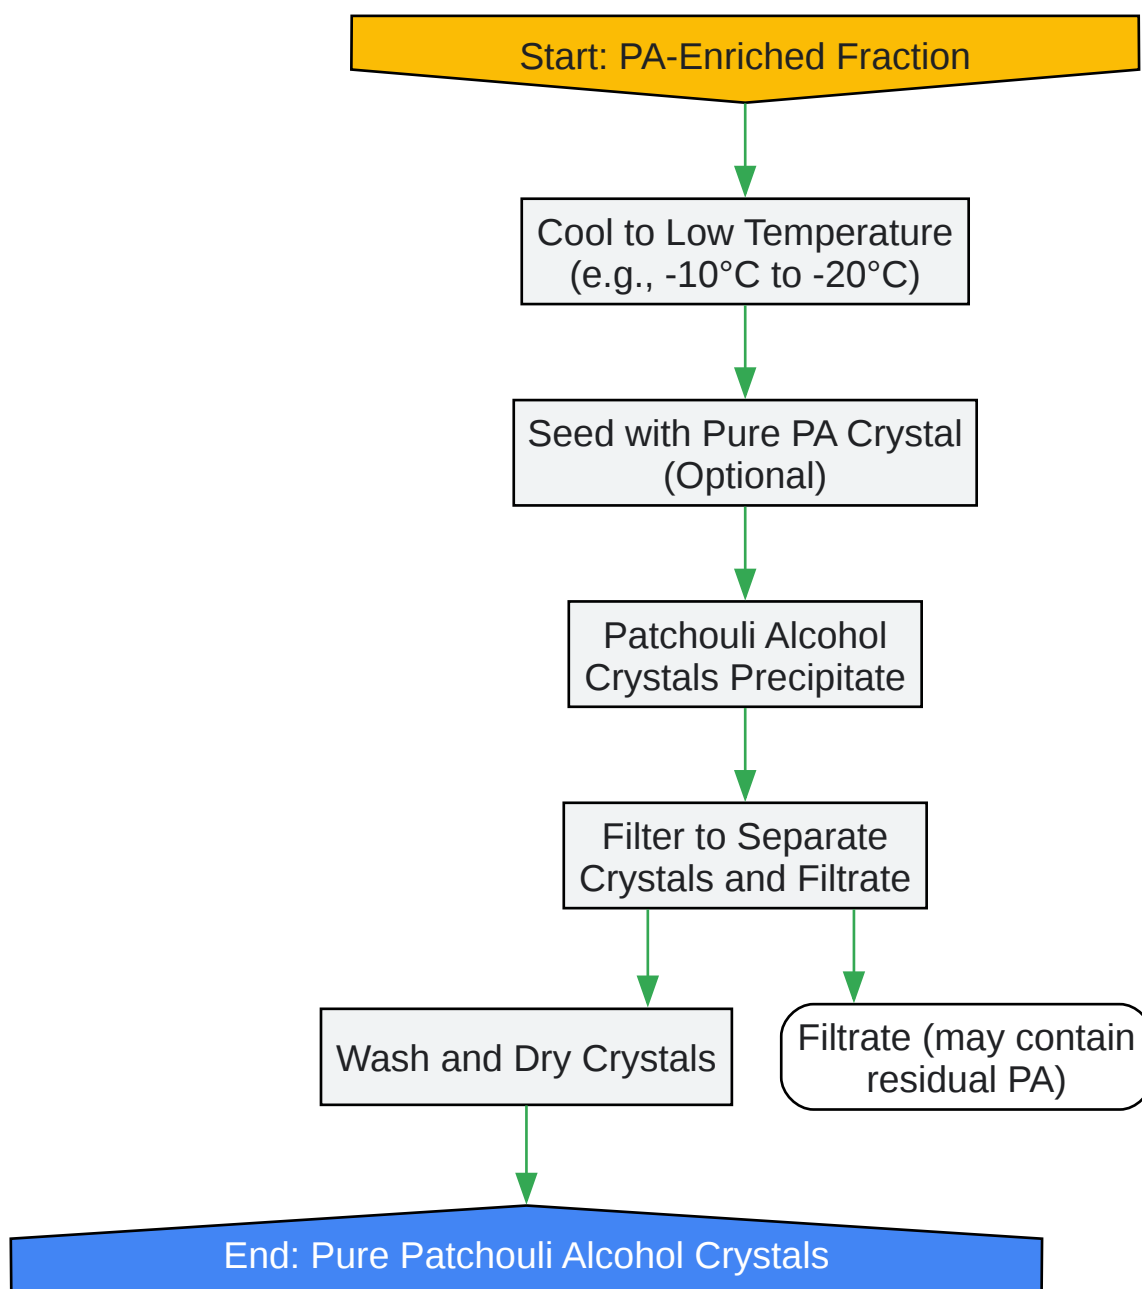 Start: PA-Enriched Fraction
Cool to Low Temperature
(e.g., -10°C to -20°C)
Seed with Pure PA Crystal
(Optional)
Patchouli Alcohol
Crystals Precipitate
Filter to Separate
Crystals and Filtrate
Wash and Dry Crystals
Filtrate (may contain
residual PA)
End: Pure Patchouli Alcohol Crystals